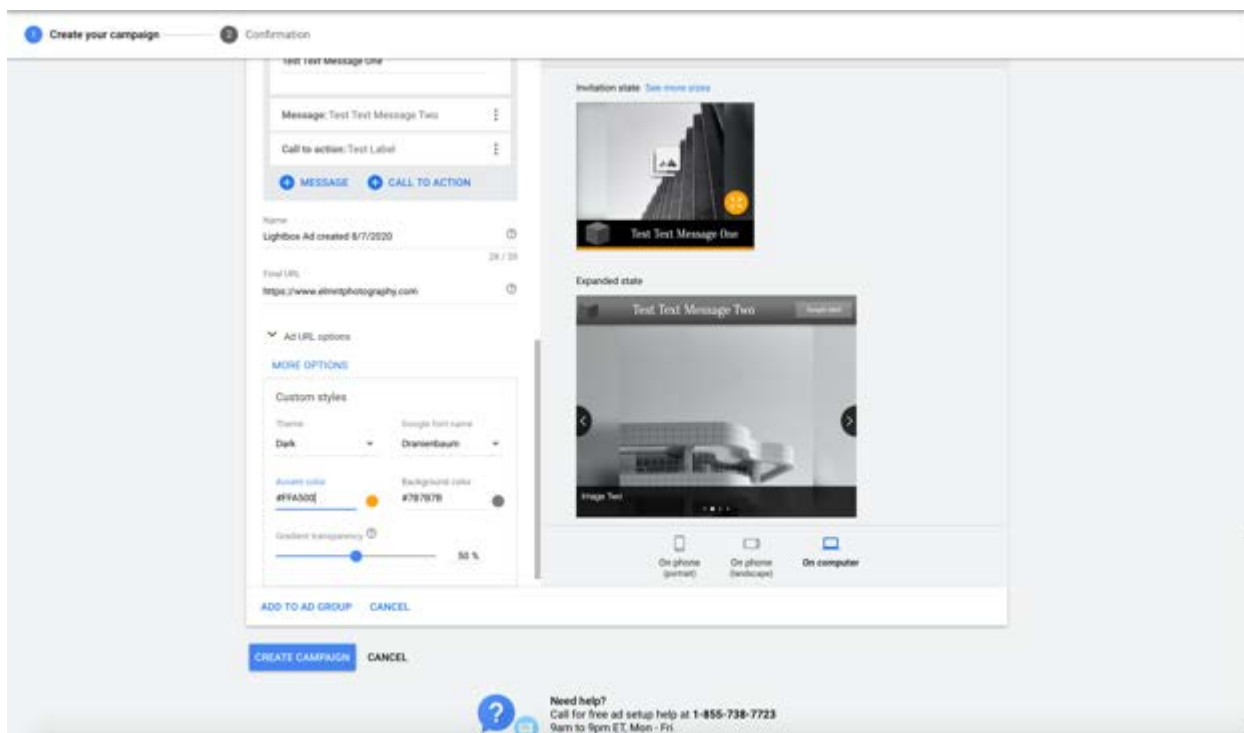 1 Create your campaign
2 Confirmation
Test Text Message One
Message: Test Text Message Two
Call to action: Test Label
MESSAGE
CALL TO ACTION
Name
Lightbox Ad created 8/7/2020
Final URL
Ad URL options
MORE OPTIONS
Custom styles
Theme
Google font name
Dark
Oranienbaum
Accent color
Background color
#FFA500
#7B7B7B
Gradient transparency
50 %
ADD TO AD GROUP
CANCEL
Invitation state See more sizes
Test Text Message One
Expanded state
Test Text Message Two
Image Two
On phone
(portrait)
On phone
(landscape)
On computer
CREATE CAMPAIGN
CANCEL
Need help?
Call for free ad setup help at 1-855-738-7723
9am to 9pm ET, Mon - Fri